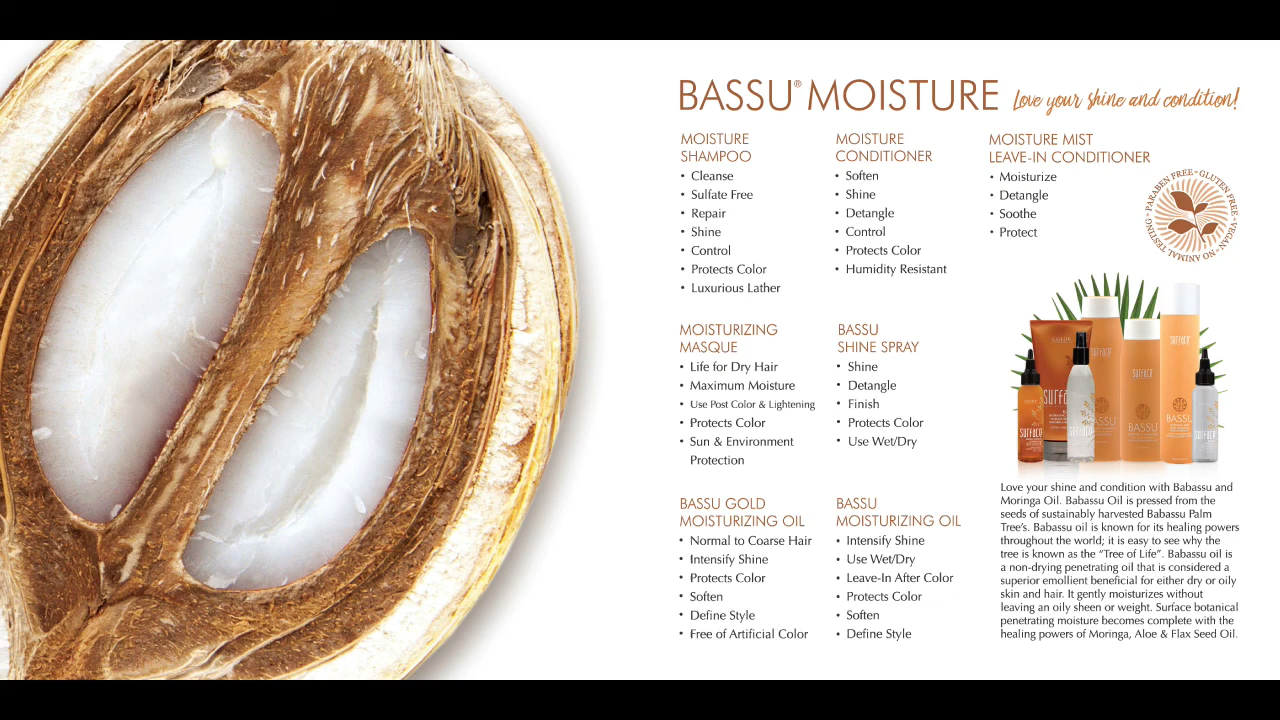 BASSU® MOISTURE Love your shine and condition!
MOISTURE
SHAMPOO
• Cleanse
• Sulfate Free
• Repair
• Shine
• Control
• Protects Color
• Luxurious Lather
MOISTURE
CONDITIONER
• Soften
• Shine
• Detangle
• Control
• Protects Color
• Humidity Resistant
MOISTURE MIST
LEAVE-IN CONDITIONER
• Moisturize
• Detangle
• Soothe
• Protect
PARABEN FREE • GLUTEN FREE • VEGAN • NO ANIMAL TESTING •
MOISTURIZING
MASQUE
• Life for Dry Hair
• Maximum Moisture
• Use Post Color & Lightening
• Protects Color
• Sun & Environment
Protection
BASSU
SHINE SPRAY
• Shine
• Detangle
• Finish
• Protects Color
• Use Wet/Dry
BASSU GOLD
MOISTURIZING OIL
• Normal to Coarse Hair
• Intensify Shine
• Protects Color
• Soften
• Define Style
• Free of Artificial Color
BASSU
MOISTURIZING OIL
• Intensify Shine
• Use Wet/Dry
• Leave-In After Color
• Protects Color
• Soften
• Define Style
surface
surface
surface
surface
surface
BASSU
BASSU
BASSU
Love your shine and condition with Babassu and
Moringa Oil. Babassu Oil is pressed from the
seeds of sustainably harvested Babassu Palm
Tree's. Babassu oil is known for its healing powers
throughout the world; it is easy to see why the
tree is known as the "Tree of Life". Babassu oil is
a non-drying penetrating oil that is considered a
superior emollient beneficial for either dry or oily
skin and hair. It gently moisturizes without
leaving an oily sheen or weight. Surface botanical
penetrating moisture becomes complete with the
healing powers of Moringa, Aloe & Flax Seed Oil.